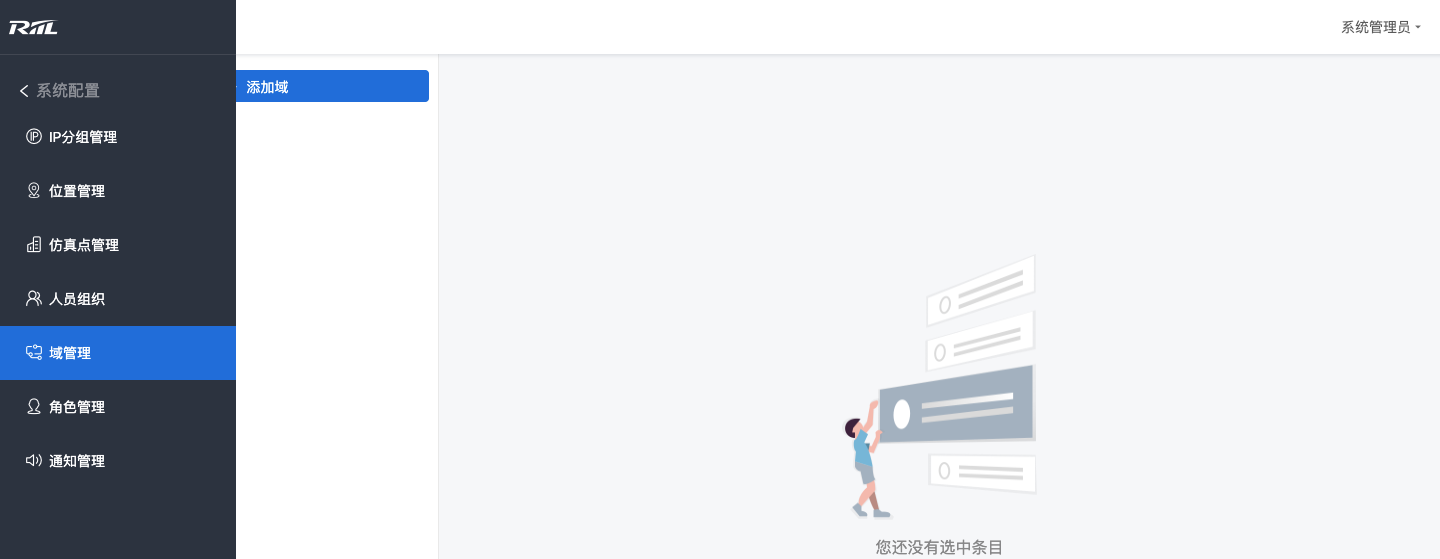 RIIL
系统管理员
系统配置
添加域
IP分组管理
位置管理
仿真点管理
人员组织
域管理
角色管理
通知管理
您还没有选中条目